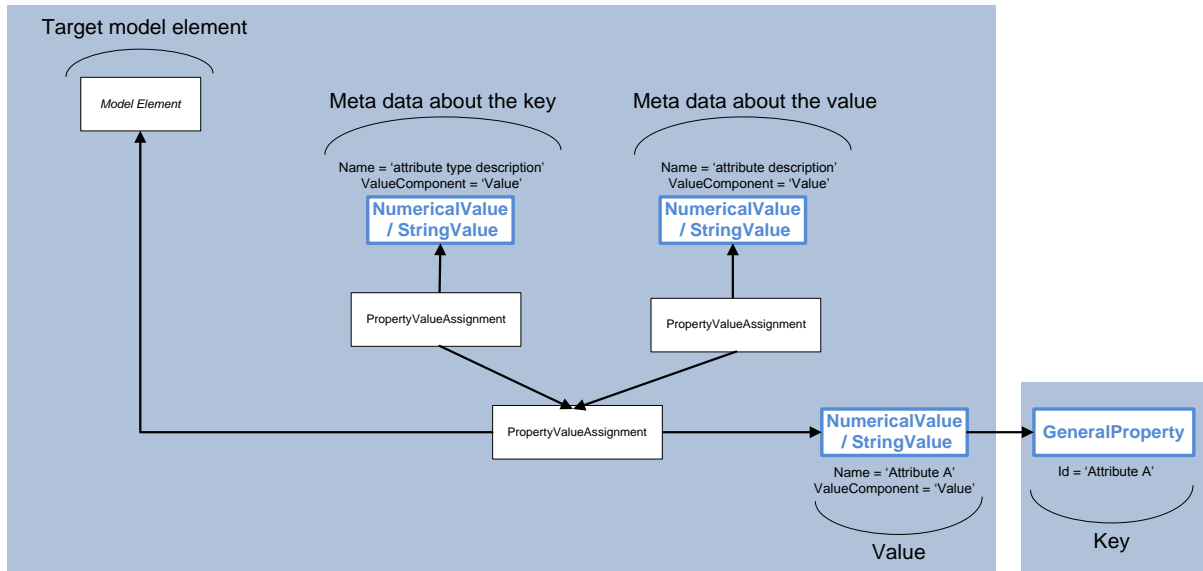 Target model element
Model Element
Meta data about the key
Meta data about the value
Name = ‘attribute type description’
ValueComponent = ‘Value’
Name = ‘attribute description’
ValueComponent = ‘Value’
NumericalValue
/ StringValue
NumericalValue
/ StringValue
PropertyValueAssignment
PropertyValueAssignment
PropertyValueAssignment
NumericalValue
/ StringValue
GeneralProperty
Name = ‘Attribute A’
ValueComponent = ‘Value’
Id = ‘Attribute A’
Value
Key